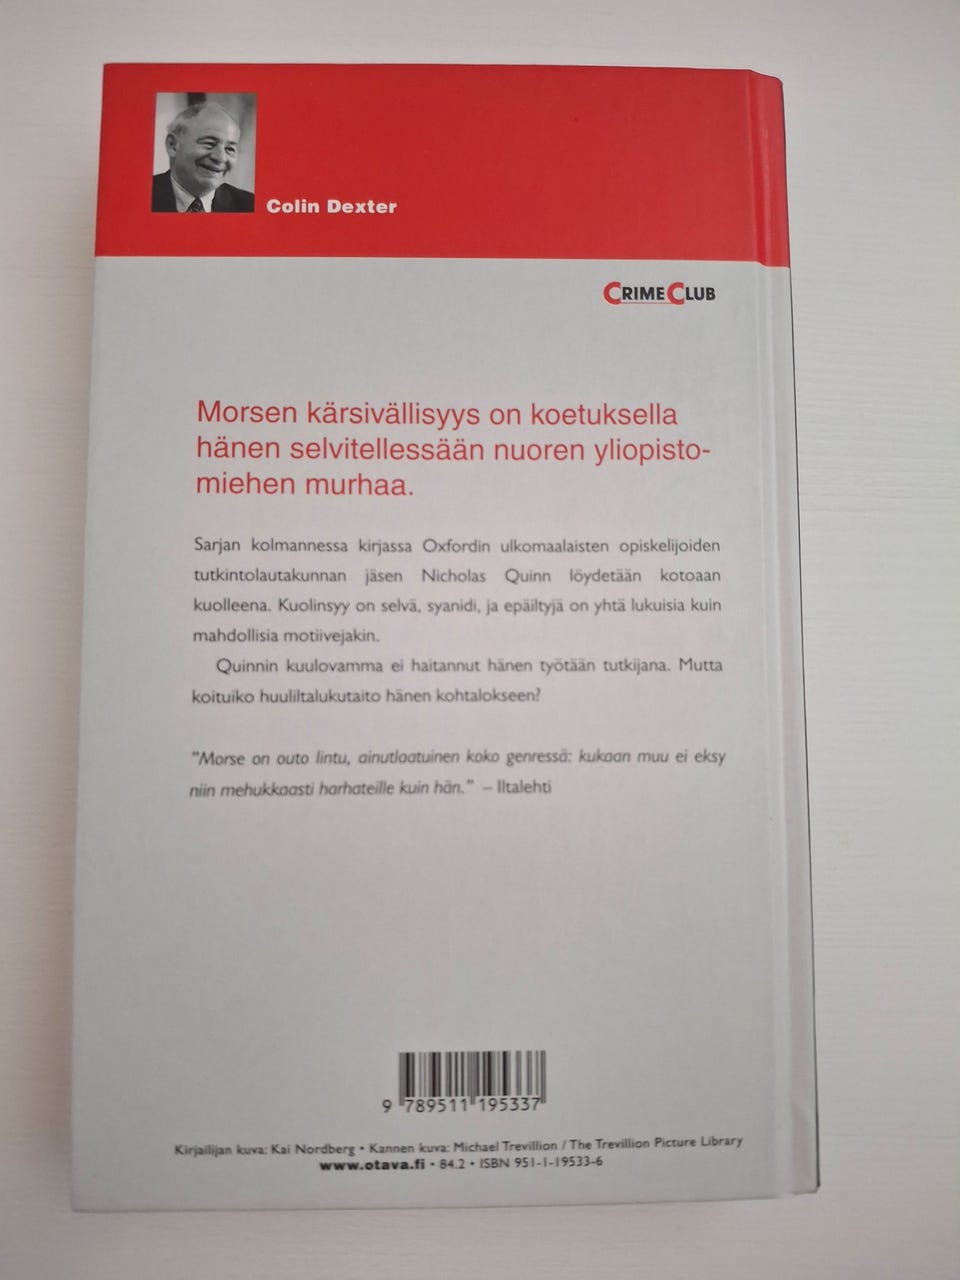 Colin Dexter
CRIME CLUB
Morsen kärsivällisyys on koetuksella
hänen selvitellessään nuoren yliopisto-
miehen murhaa.
Sarjan kolmannessa kirjassa Oxfordin ulkomaalaisten opiskelijoiden
tutkintolautakunnan jäsen Nicholas Quinn löydetään kotoaan
kuolleena. Kuolinsyy on selvä, syanidi, ja epäiltyjä on yhtä lukuisia kuin
mahdollisia motiivejakin.
Quinnin kuulovamma ei haitannut hänen työtään tutkijana. Mutta
koituiko huuliltalukutaito hänen kohtalokseen?
"Morse on outo lintu, ainutlaatuinen koko genressä: kukaan muu ei eksy
niin mehukkaasti harhateille kuin hän." – Iltalehti
9 789511 195337
Kirjailijan kuva: Kai Nordberg • Kannen kuva: Michael Trevillion / The Trevillion Picture Library
www.otava.fi • 84.2 • ISBN 951-1-19533-6